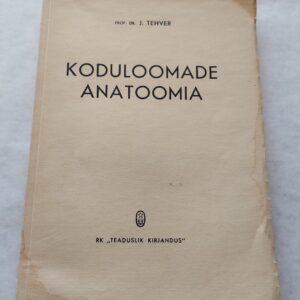 PROF. DR. J. TEHVER
KODULOOMADE
ANATOOMIA
RK „TEADUSLIK KIRJANDUS"